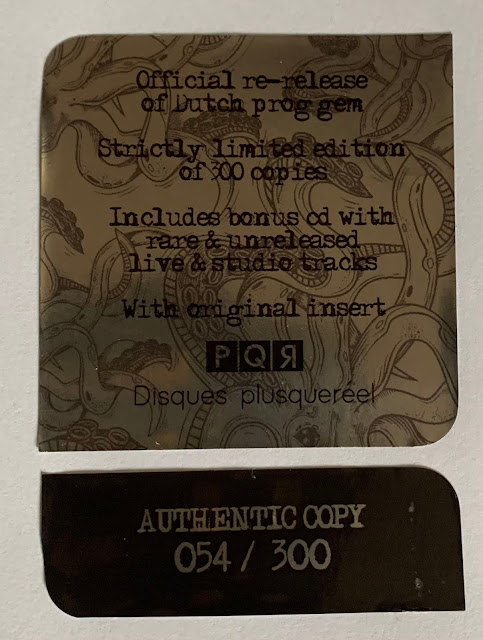 Official re-release
of Dutch prog gem
Strictly limited edition
of 300 copies
Includes bonus cd with
rare & unreleased
live & studio tracks
With original insert
PQЯ
Disques plusqueréel
AUTHENTIC COPY
054 / 300